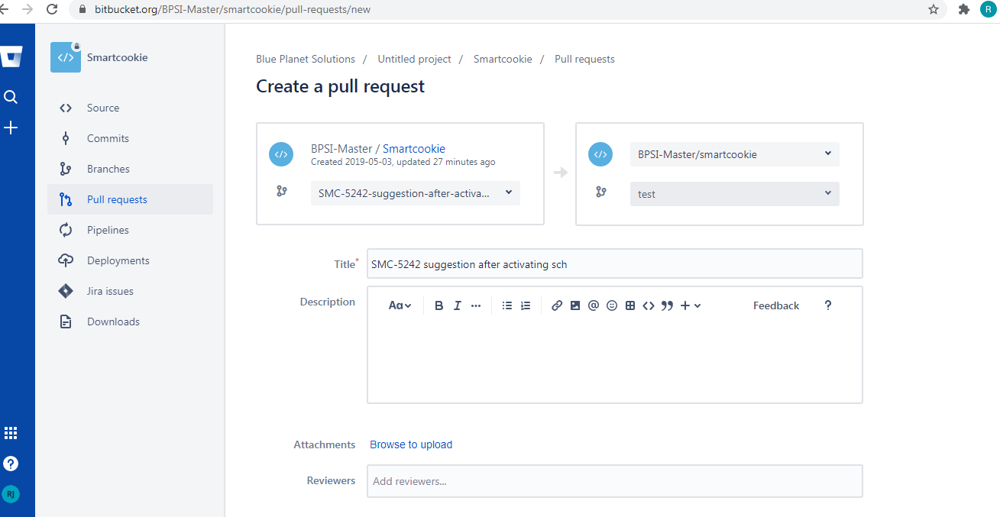 bitbucket.org/BPSI-Master/smartcookie/pull-requests/new
R
Smartcookie
Source
Commits
Branches
Pull requests
Pipelines
Deployments
Jira issues
Downloads
?
RJ
Blue Planet Solutions / Untitled project / Smartcookie / Pull requests
Create a pull request
BPSI-Master / Smartcookie
Created 2019-05-03, updated 27 minutes ago
SMC-5242-suggestion-after-activa...
BPSI-Master/smartcookie
test
Title* SMC-5242 suggestion after activating sch
Description
Aa B I ... @ Feedback ?
Attachments Browse to upload
Reviewers Add reviewers...